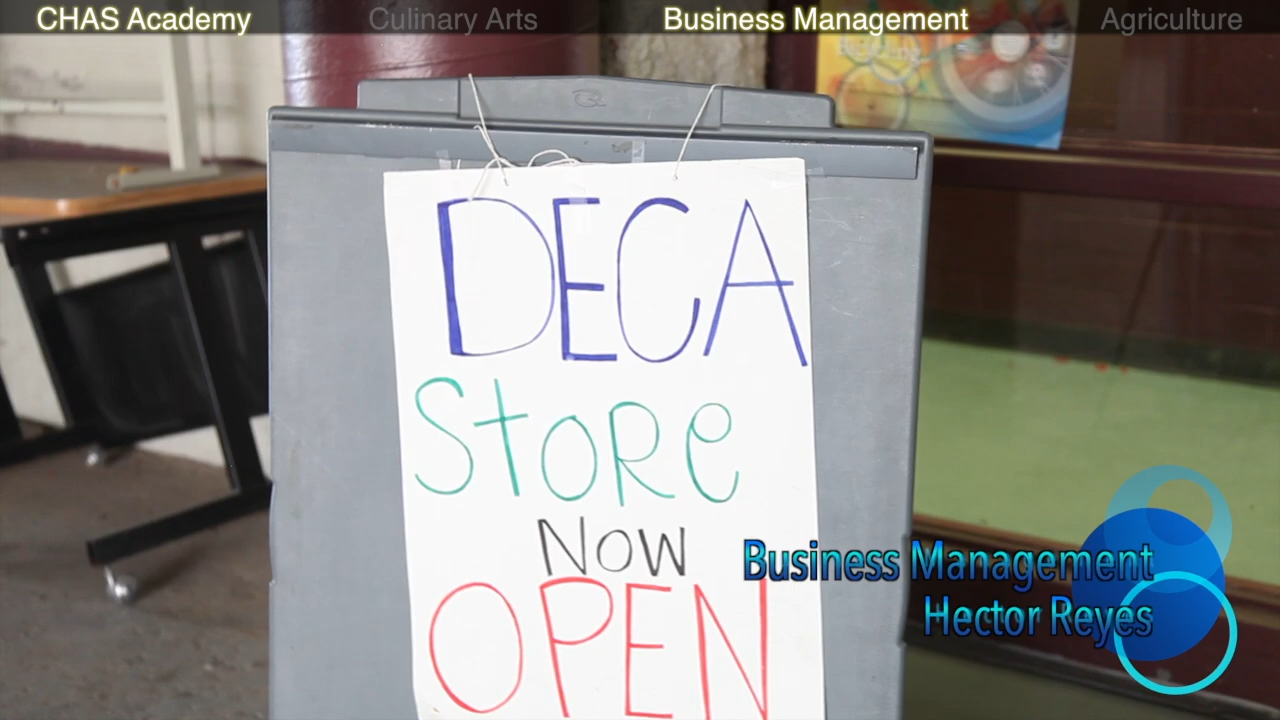 CHAS Academy Culinary Arts Business Management Agriculture
DECA
Store
Now
OPEN
Business Management
Hector Reyes